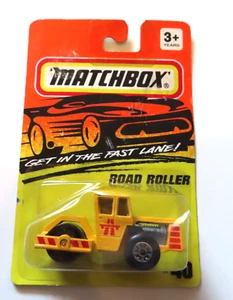 3+
YEARS
MATCHBOX®
GET IN THE FAST LANE!
ROAD ROLLER